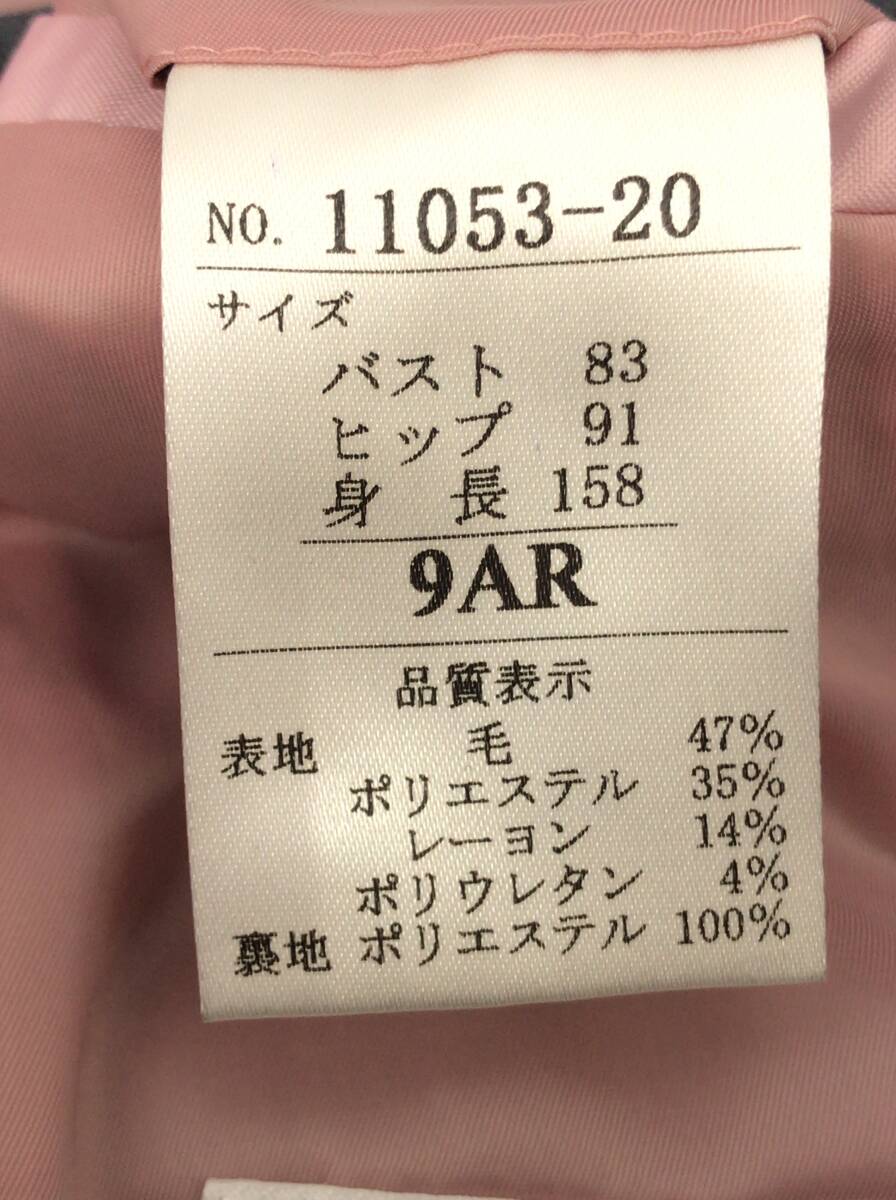 NO. 11053-20
サイズ
バスト 83
ヒップ 91
身長 158
9AR
品質表示
表地 毛 47%
ポリエステル 35%
レーヨン 14%
ポリウレタン 4%
裏地 ポリエステル 100%